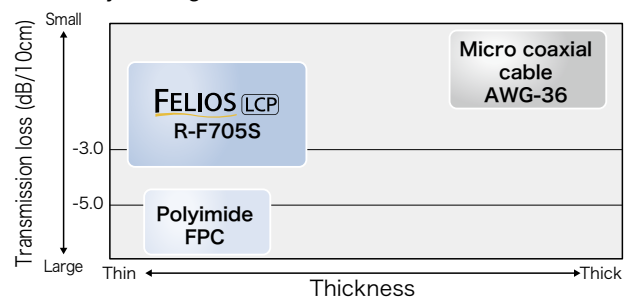 Small
Transmission loss (dB/10cm)
Micro coaxial
cable
AWG-36
FELIOS LCP
R-F705S
-3.0
-5.0
Polyimide
FPC
Large
Thin
Thick
Thickness